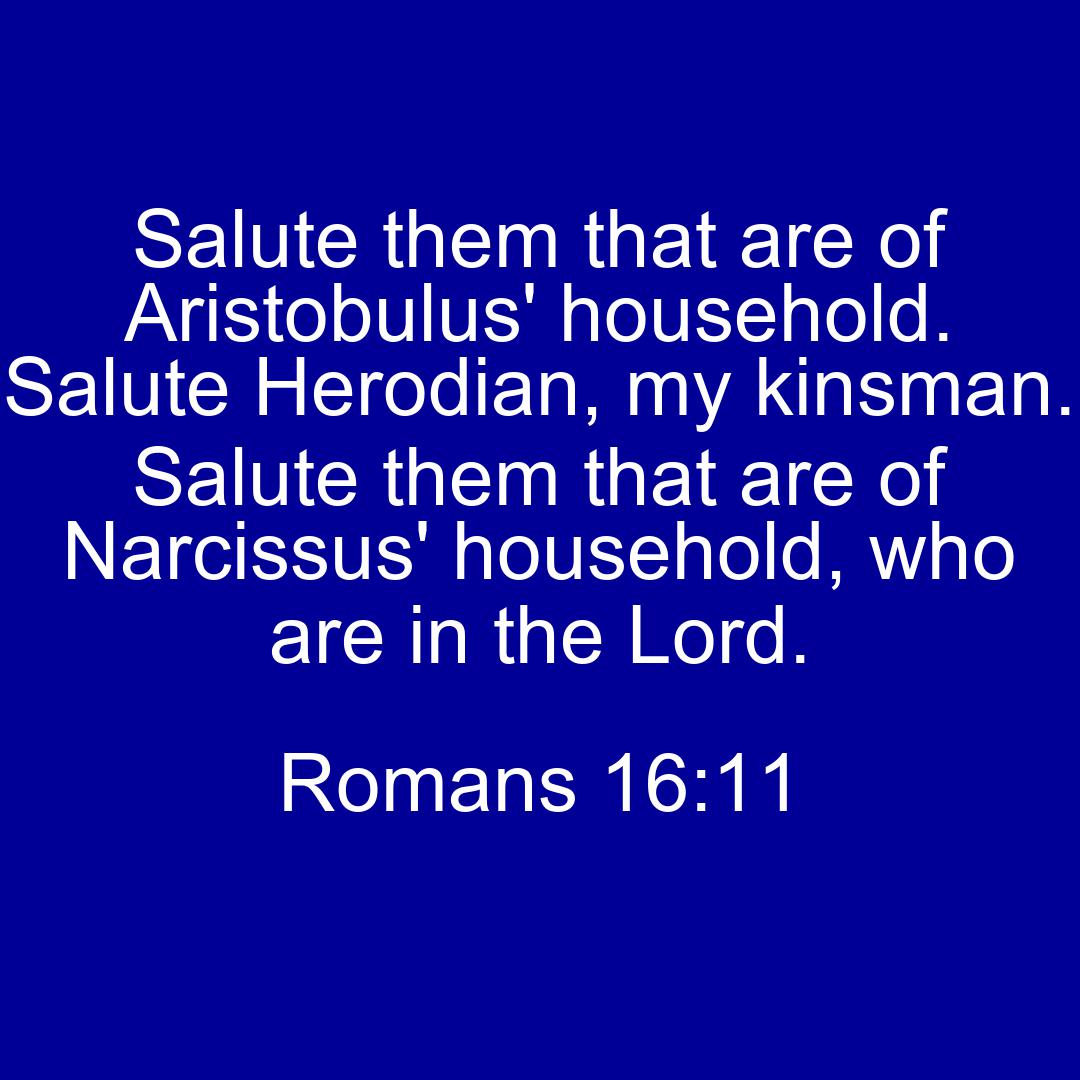 Salute them that are of
Aristobulus' household.
Salute Herodian, my kinsman.
Salute them that are of
Narcissus' household, who
are in the Lord.
Romans 16:11